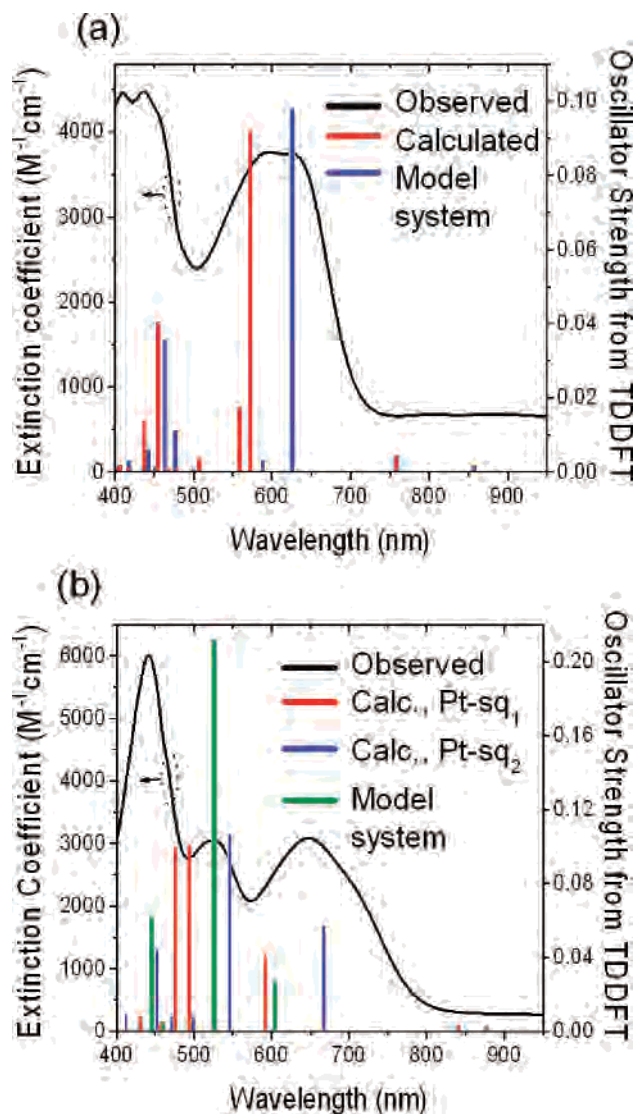 (a)
Extinction coefficient (M⁻¹cm⁻¹)
4000
3000
2000
1000
0
Observed
Calculated
Model
system
0.10
0.08
0.06
0.04
0.02
0.00
Oscillator Strength from TDDFT
400 500 600 700 800 900
Wavelength (nm)
(b)
Extinction Coefficient (M⁻¹cm⁻¹)
6000
5000
4000
3000
2000
1000
0
Observed
Calc., Pt-sq₁
Calc., Pt-sq₂
Model
system
0.20
0.16
0.12
0.08
0.04
0.00
Oscillator Strength from TDDFT
400 500 600 700 800 900
Wavelength (nm)